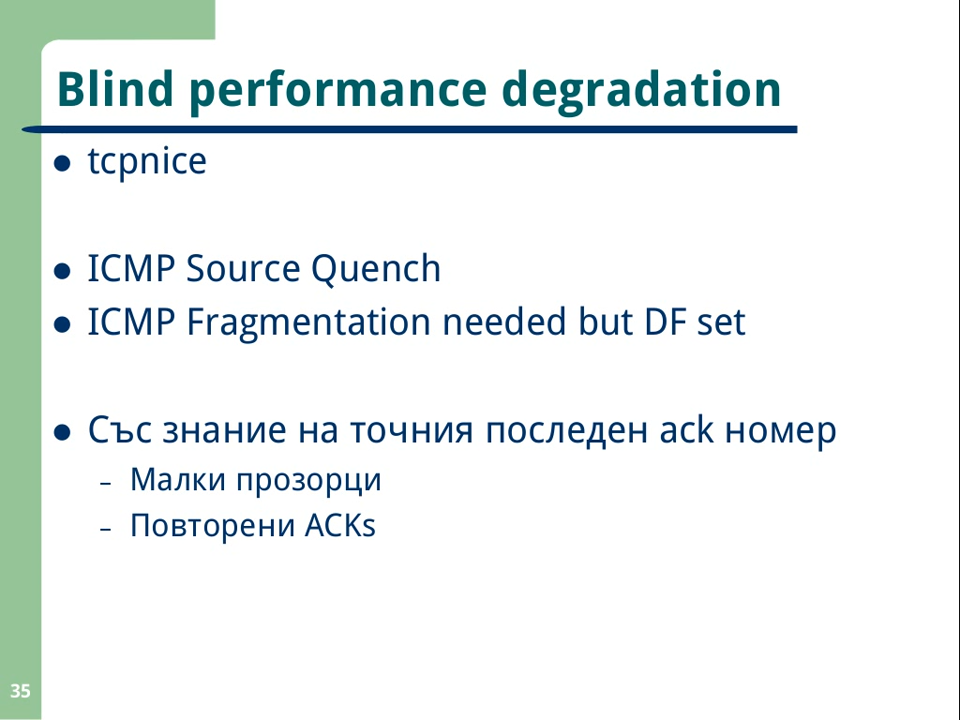 Blind performance degradation
● tcpnice
● ICMP Source Quench
● ICMP Fragmentation needed but DF set
● Със знание на точния последен ack номер
– Малки прозорци
– Повторени ACKs
35